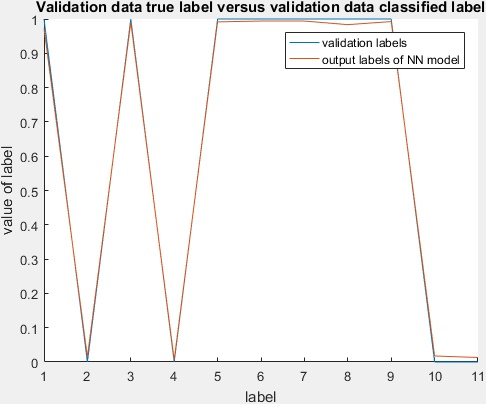 Validation data true label versus validation data classified label
validation labels
output labels of NN model
value of label
1
0.9
0.8
0.7
0.6
0.5
0.4
0.3
0.2
0.1
0
1 2 3 4 5 6 7 8 9 10 11
label